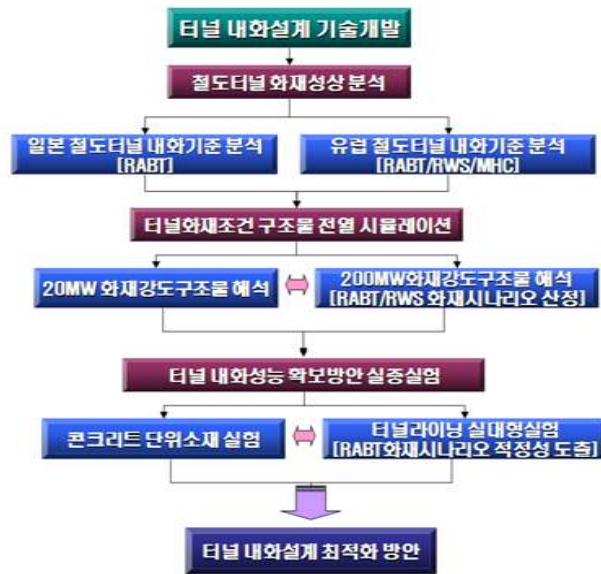 터널 내화설계 기술개발
철도터널 화재성상 분석
일본 철도터널 내화기준 분석
[RABT]
유럽 철도터널 내화기준 분석
[RABT/RWS/MHC]
터널화재조건 구조물 전열 시뮬레이션
20MW 화재강도구조물 해석
200MW화재강도구조물 해석
[RABT/RWS 화재시나리오 산정]
터널 내화성능 확보방안 실증실험
콘크리트 단위소재 실험
터널라이닝 실대형실험
[RABT화재시나리오 적정성 도출]
터널 내화설계 최적화 방안